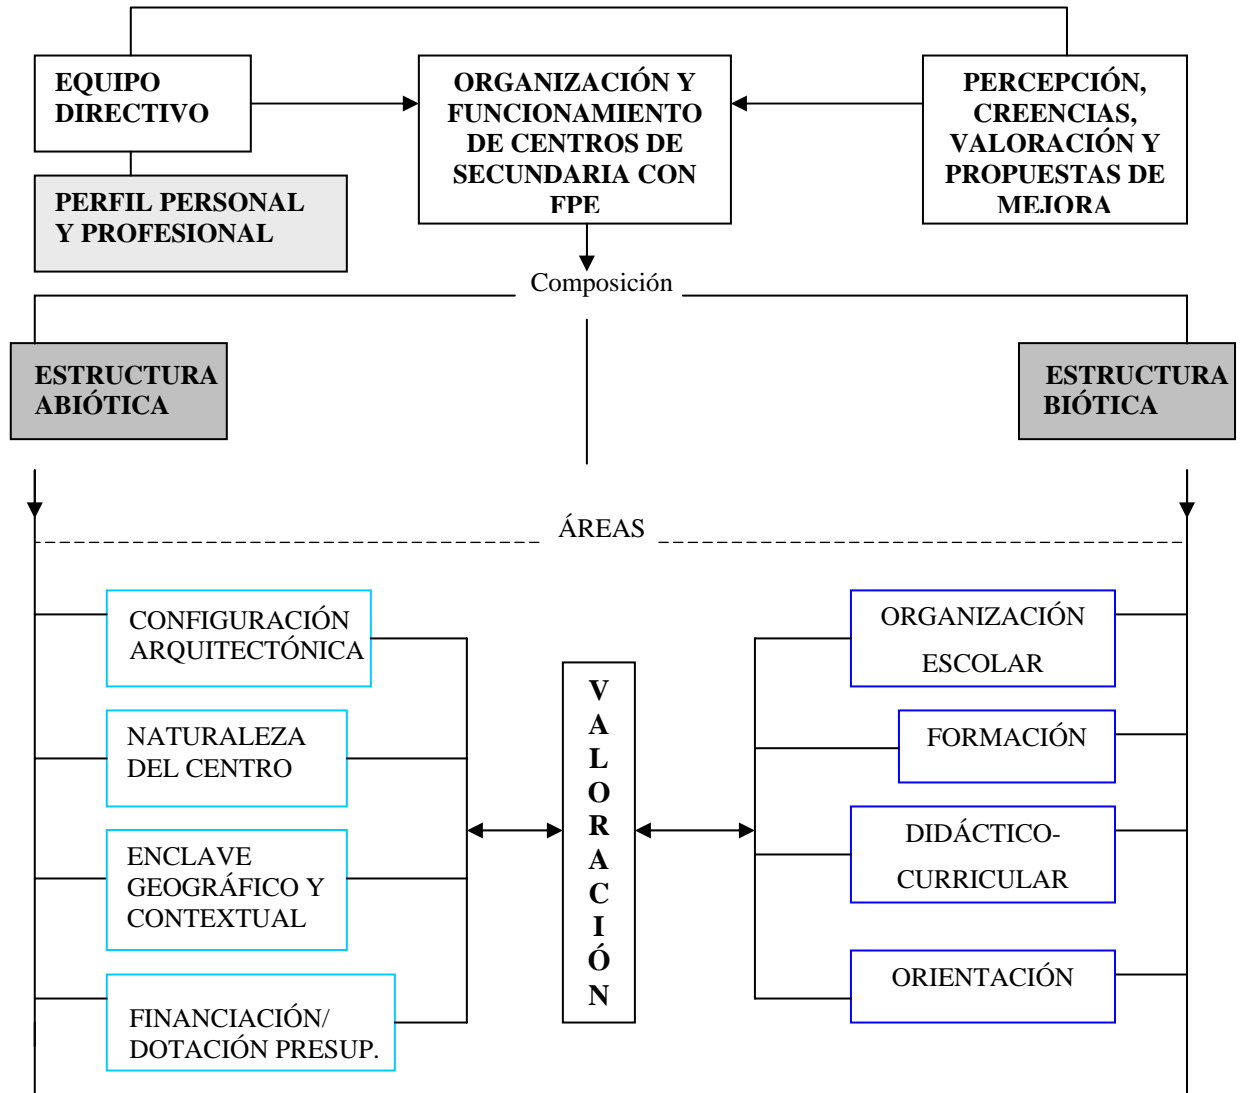 EQUIPO
DIRECTIVO
ORGANIZACIÓN Y
FUNCIONAMIENTO
DE CENTROS DE
SECUNDARIA CON
FPE
PERCEPCIÓN,
CREENCIAS,
VALORACIÓN Y
PROPUESTAS DE
MEJORA
PERFIL PERSONAL
Y PROFESIONAL
Composición
ESTRUCTURA
ABIÓTICA
ESTRUCTURA
BIÓTICA
ÁREAS
CONFIGURACIÓN
ARQUITECTÓNICA
NATURALEZA
DEL CENTRO
ENCLAVE
GEOGRÁFICO Y
CONTEXTUAL
FINANCIACIÓN/
DOTACIÓN PRESUP.
V
A
L
O
R
A
C
I
Ó
N
ORGANIZACIÓN
ESCOLAR
FORMACIÓN
DIDÁCTICO-
CURRICULAR
ORIENTACIÓN